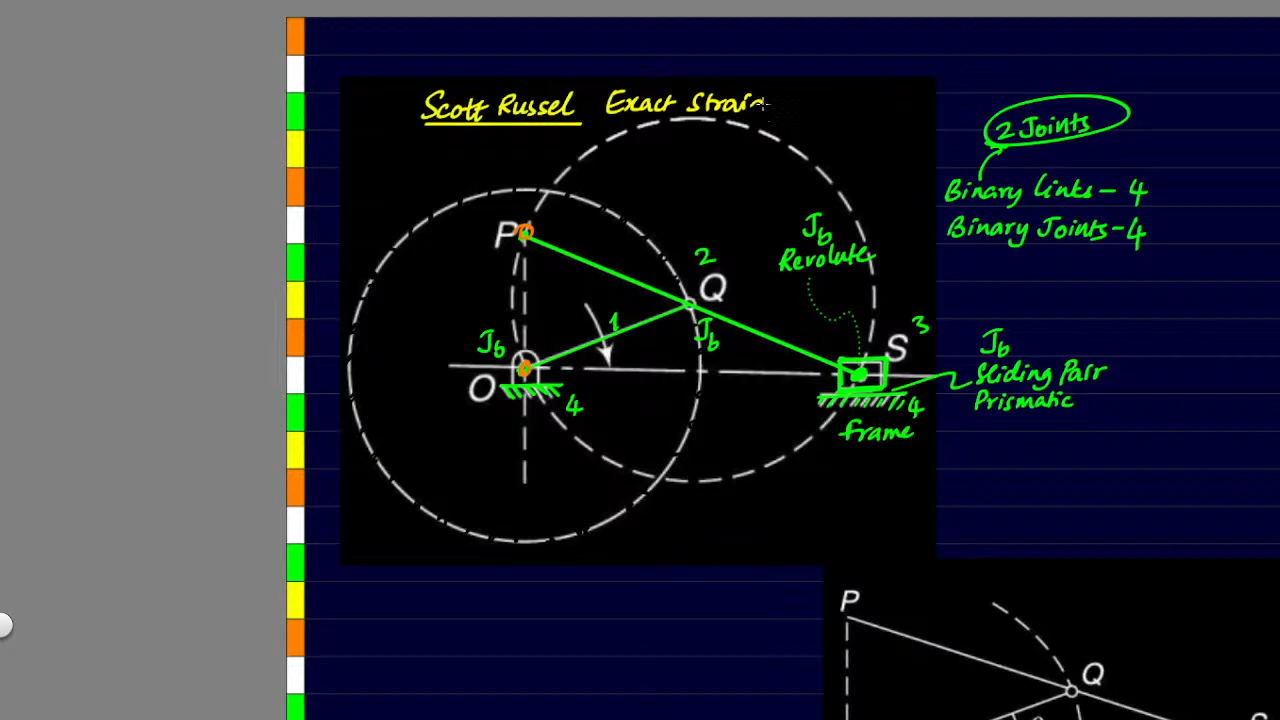 Scott Russel Exact Strai
2 Joints
Binary links - 4
Binary Joints - 4
P
Jb
Revolute
2
Q
1
Jb
Jb
S
3
O
4
Jb
Sliding Pair
Prismatic
4
frame
P
Q